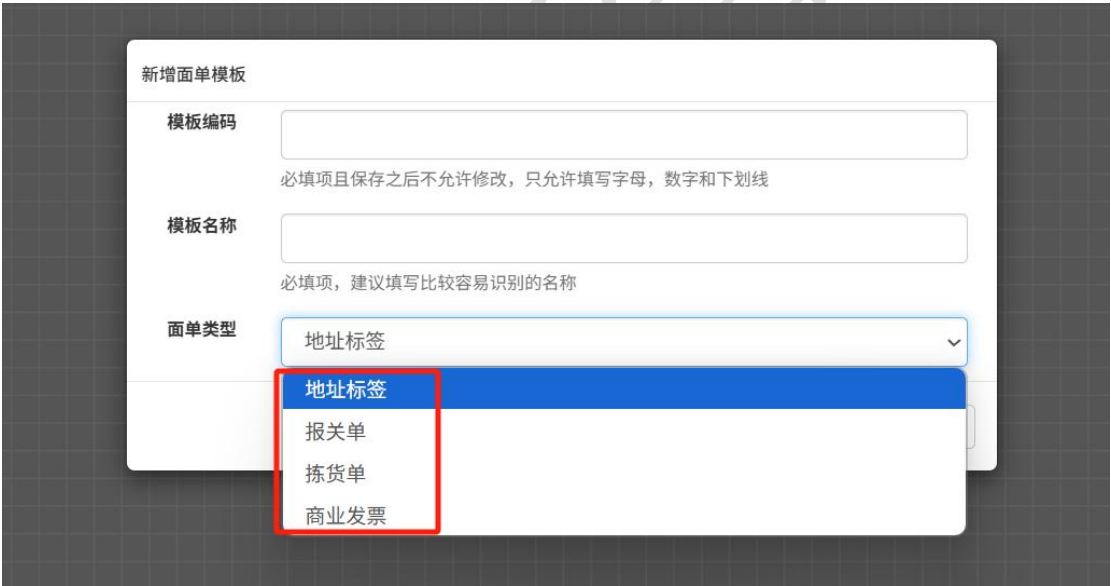 新增面单模板
模板编码
必填项且保存之后不允许修改，只允许填写字母，数字和下划线
模板名称
必填项，建议填写比较容易识别的名称
面单类型
地址标签
地址标签
报关单
拣货单
商业发票